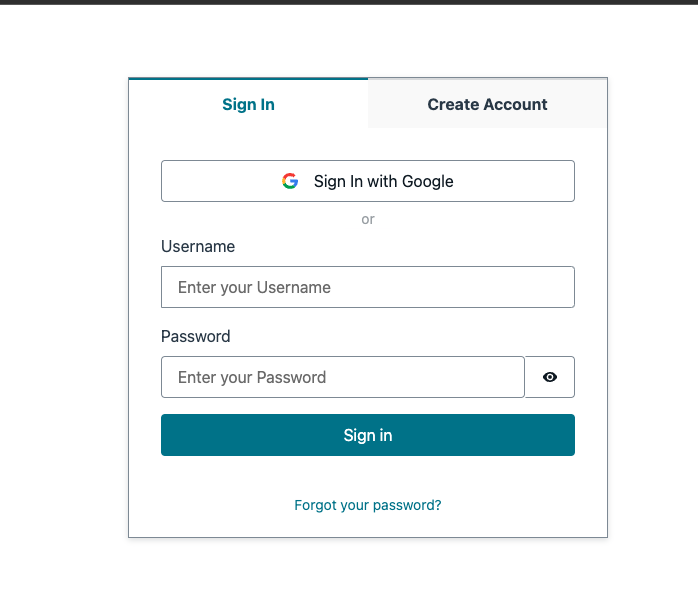 Sign In
Create Account
Sign In with Google
or
Username
Enter your Username
Password
Enter your Password
Sign in
Forgot your password?